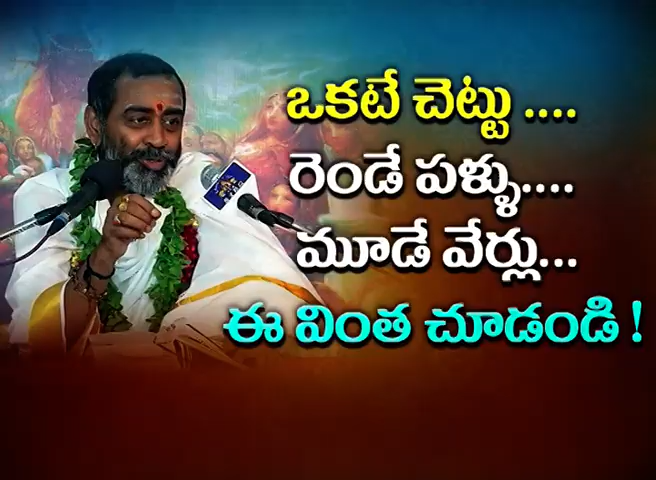 ఒకటే చెట్టు ....
రెండే పళ్ళు....
మూడే వేర్లు...
ఈ వింత చూడండి !